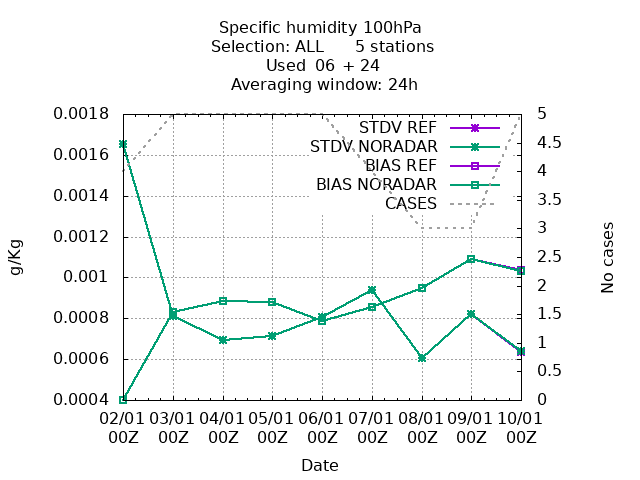 Specific humidity 100hPa
Selection: ALL 5 stations
Used 06 + 24
Averaging window: 24h
0.0018
0.0016
0.0014
0.0012
0.001
0.0008
0.0006
0.0004
g/Kg
STDV REF
STDV NORADAR
BIAS REF
BIAS NORADAR
CASES
5
4.5
4
3.5
3
2.5
2
1.5
1
0.5
0
No cases
02/01 03/01 04/01 05/01 06/01 07/01 08/01 09/01 10/01
00Z 00Z 00Z 00Z 00Z 00Z 00Z 00Z 00Z
Date